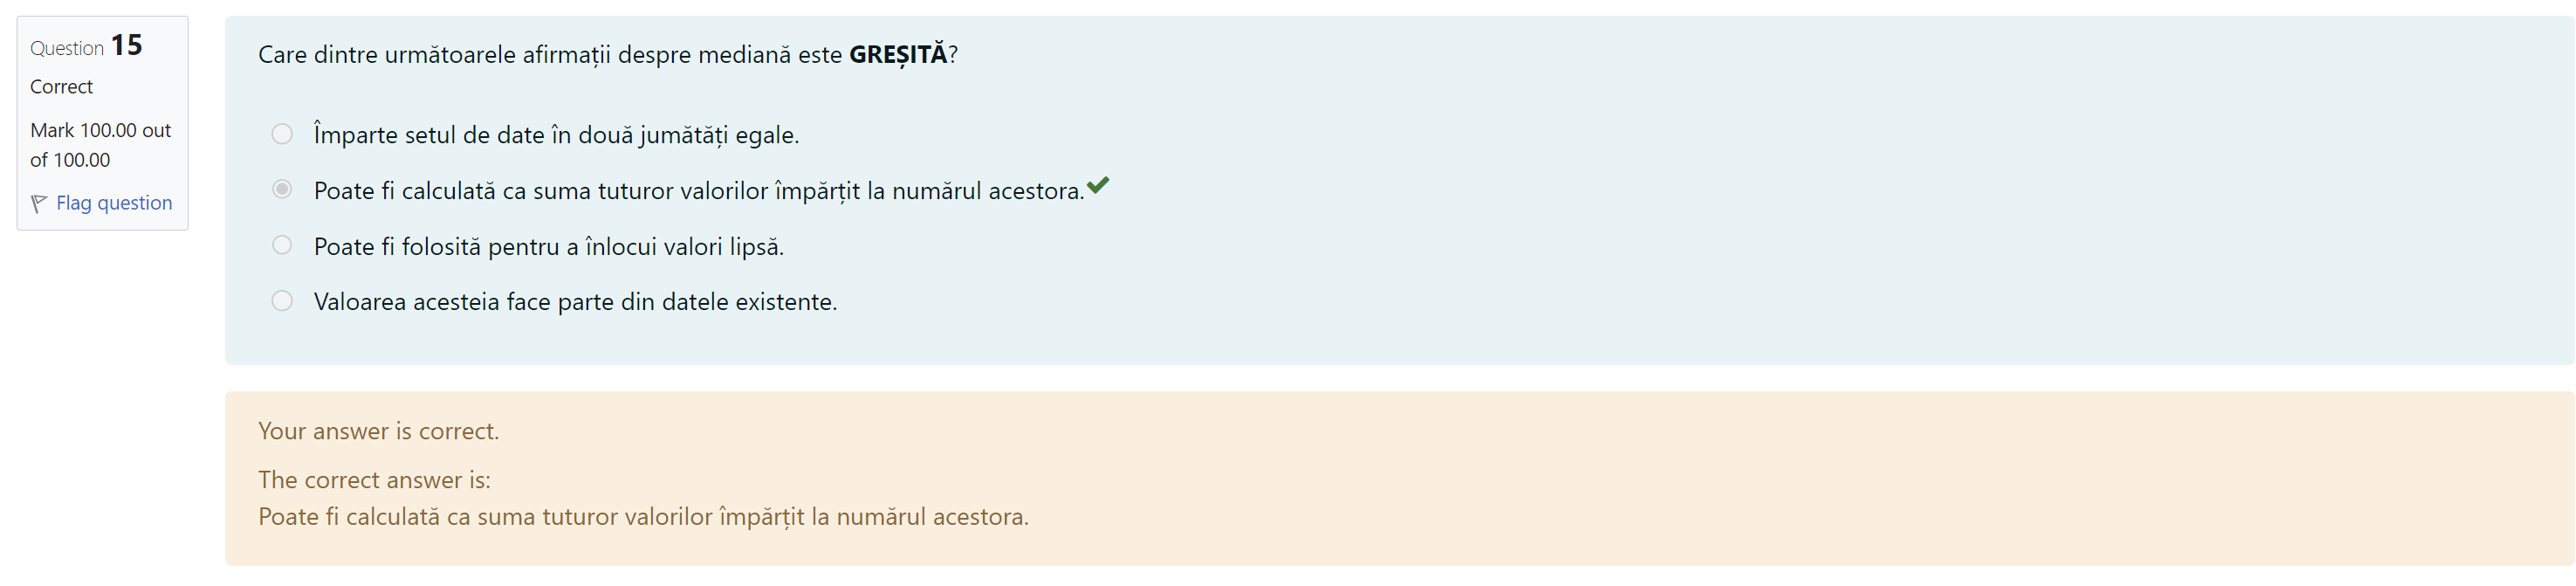 Question 15
Correct
Mark 100.00 out
of 100.00
Flag question
Care dintre următoarele afirmații despre mediană este GREȘITĂ?
Împarte setul de date în două jumătăți egale.
Poate fi calculată ca suma tuturor valorilor împărțit la numărul acestora.
Poate fi folosită pentru a înlocui valori lipsă.
Valoarea acesteia face parte din datele existente.
Your answer is correct.
The correct answer is:
Poate fi calculată ca suma tuturor valorilor împărțit la numărul acestora.